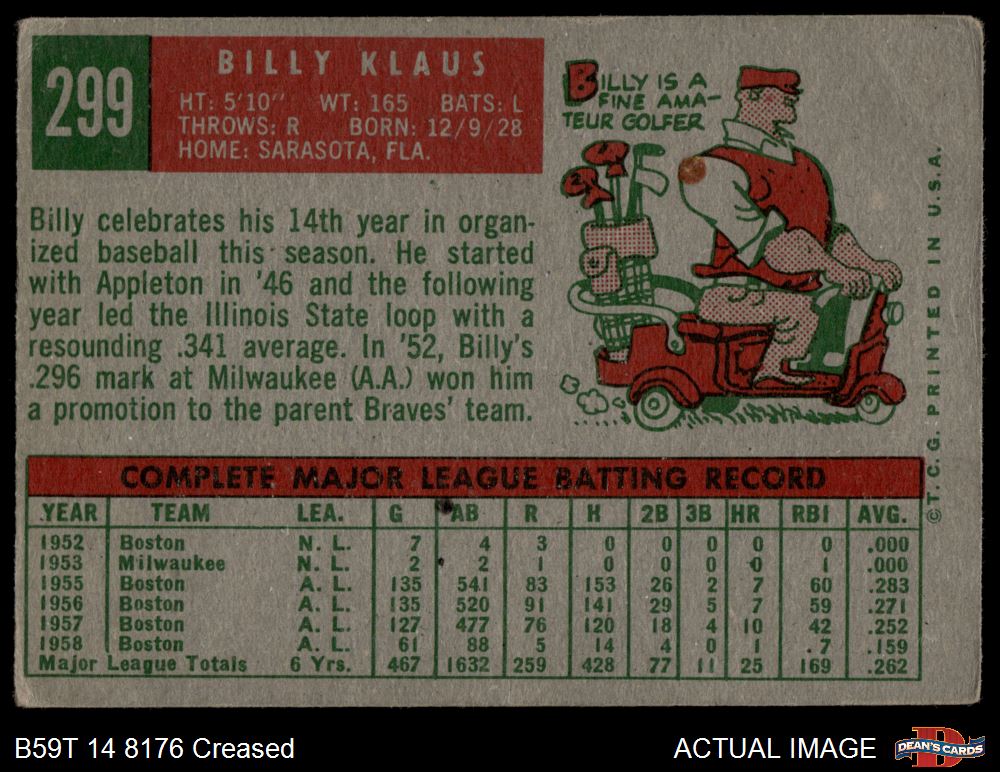 299
BILLY KLAUS
HT: 5'10" WT: 165 BATS: L
THROWS: R BORN: 12/9/28
HOME: SARASOTA, FLA.
BILLY IS A
FINE AMA-
TEUR GOLFER
Billy celebrates his 14th year in organ-
ized baseball this season. He started
with Appleton in '46 and the following
year led the Illinois State loop with a
resounding .341 average. In '52, Billy's
.296 mark at Milwaukee (A.A.) won him
a promotion to the parent Braves' team.
©T.C.G. PRINTED IN U.S.A.
COMPLETE MAJOR LEAGUE BATTING RECORD
YEAR TEAM LEA. G AB R H 2B 3B HR RBI AVG.
1952 Boston N. L. 7 4 3 0 0 0 0 0 .000
1953 Milwaukee N. L. 2 2 1 0 0 0 0 1 .000
1955 Boston A. L. 135 541 83 153 26 2 7 60 .283
1956 Boston A. L. 135 520 91 141 29 5 7 59 .271
1957 Boston A. L. 127 477 76 120 18 4 10 42 .252
1958 Boston A. L. 61 88 5 14 4 0 1 .7 .159
Major League Totals 6 Yrs. 467 1632 259 428 77 11 25 169 .262
B59T 14 8176 Creased
ACTUAL IMAGE
DEAN'S CARDS